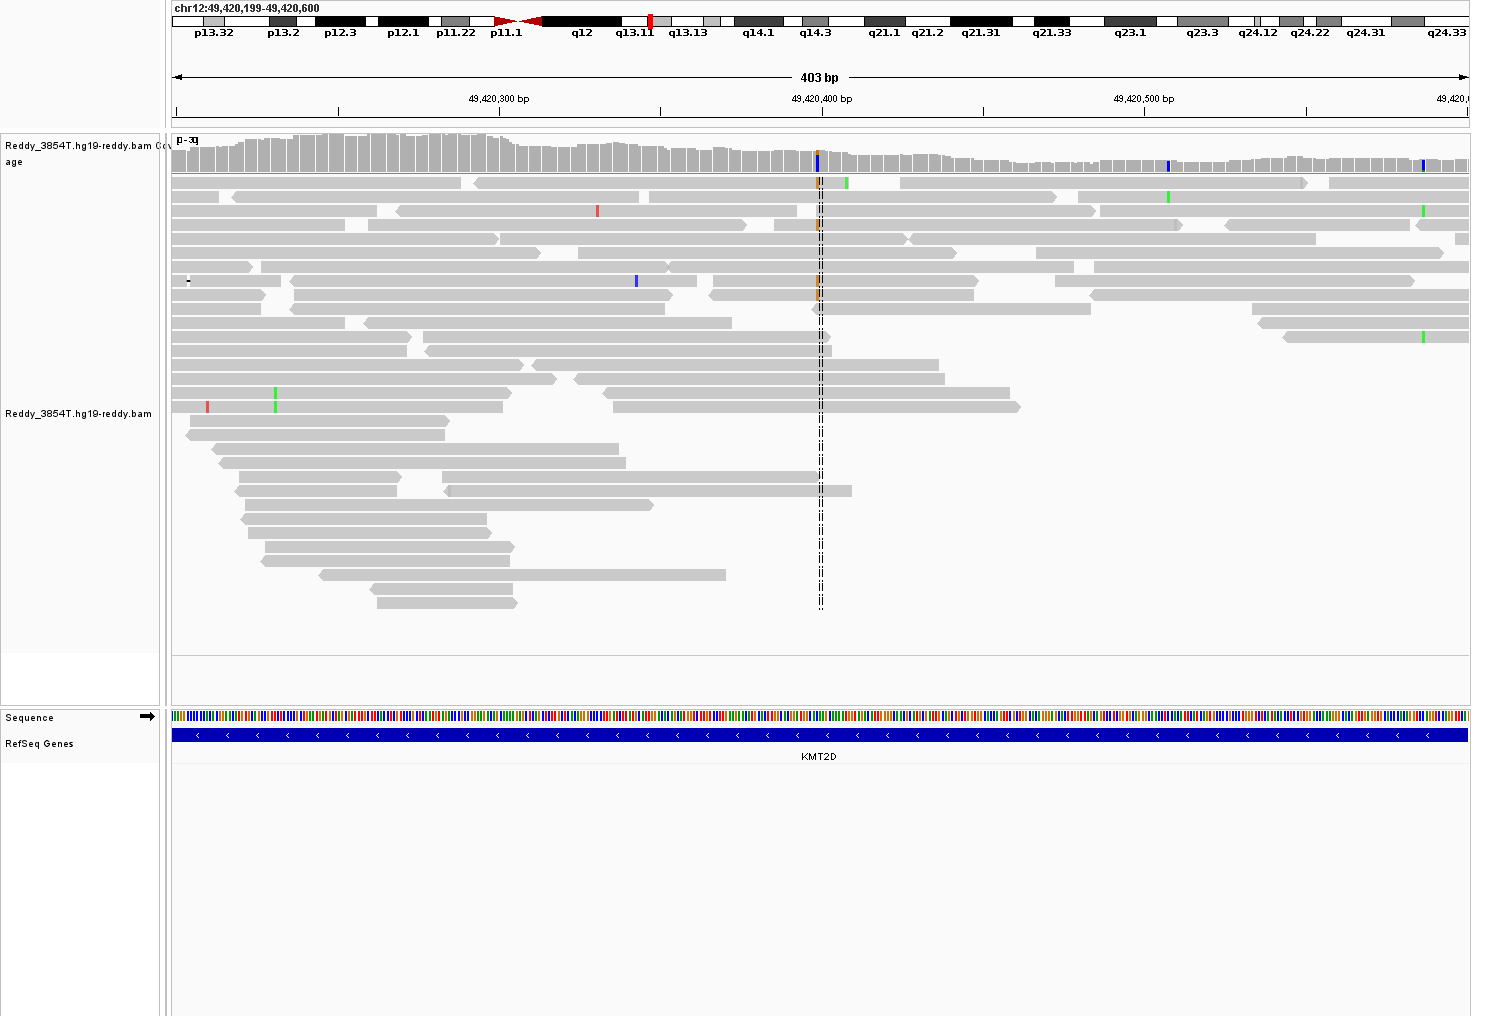 chr12:49,420,199-49,420,600
p13.32 p13.2 p12.3 p12.1 p11.22 p11.1 q12 q13.11 q13.13 q14.1 q14.3 q21.1 q21.2 q21.31 q21.33 q23.1 q23.3 q24.12 q24.22 q24.31 q24.33
403 bp
49,420,300 bp 49,420,400 bp 49,420,500 bp
Reddy_3854T.hg19-reddy.bam
age
Reddy_3854T.hg19-reddy.bam
Sequence
RefSeq Genes
KMT2D